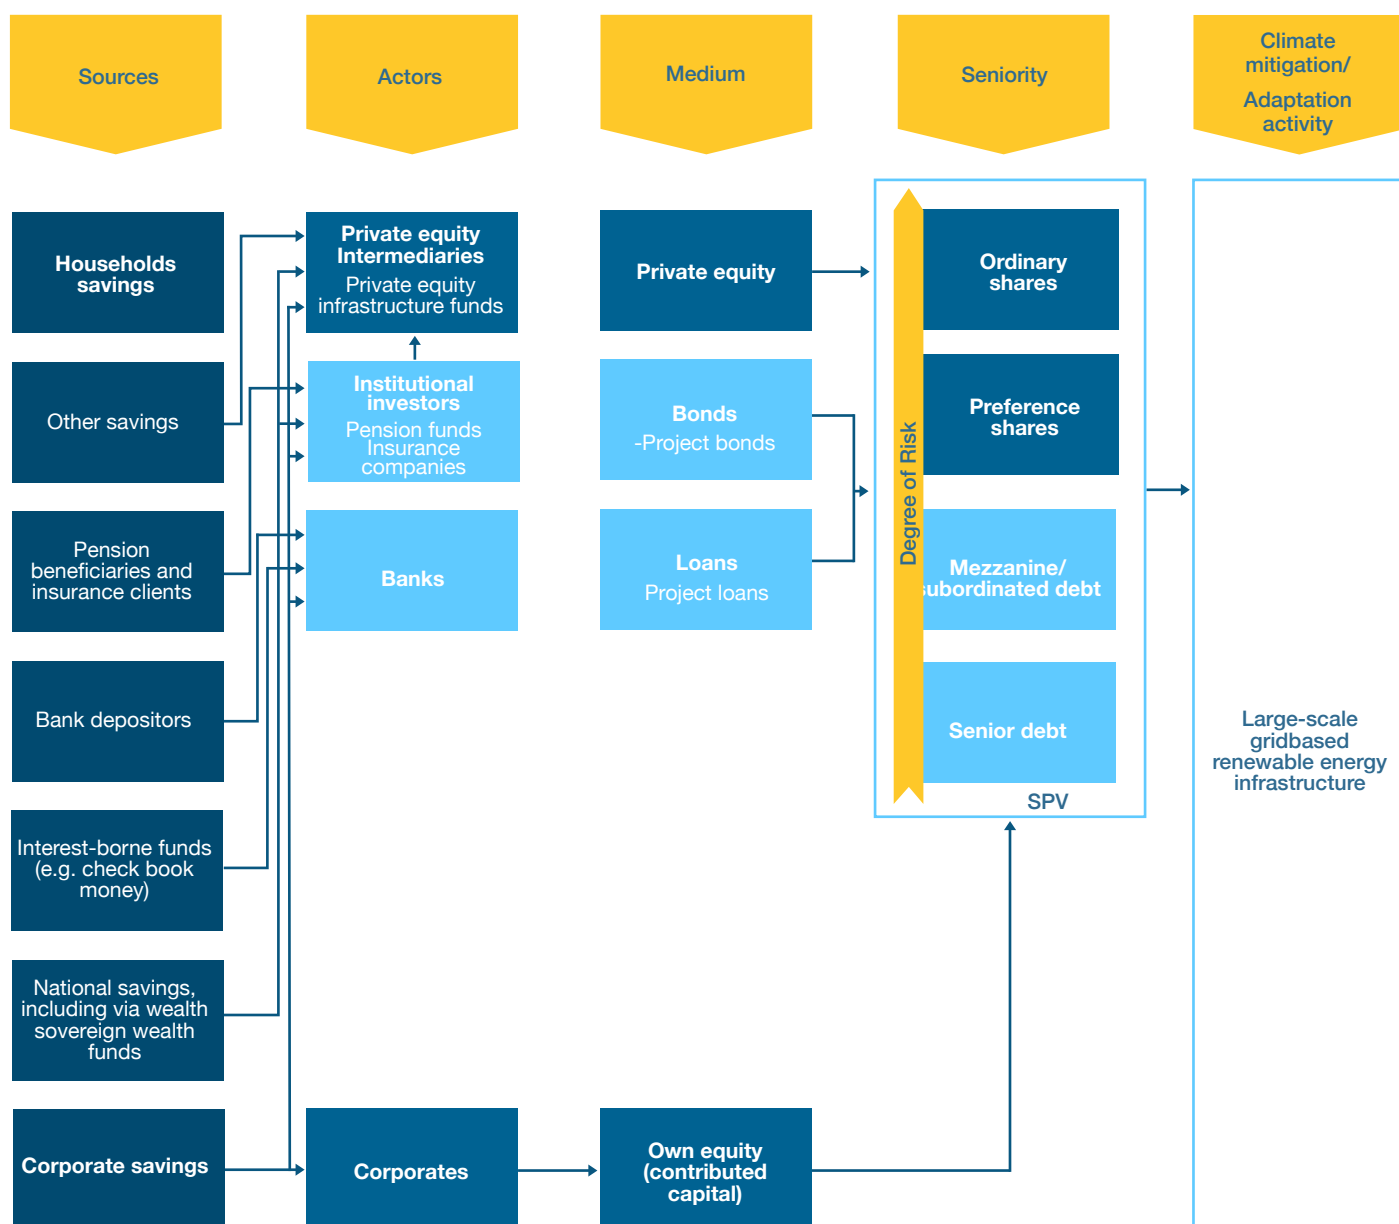 Sources
Actors
Medium
Seniority
Climate
mitigation/
Adaptation
activity
Households
savings
Other savings
Pension
beneficiaries and
insurance clients
Bank depositors
Interest-borne funds
(e.g. check book
money)
National savings,
including via wealth
sovereign wealth
funds
Corporate savings
Private equity
Intermediaries
Private equity
infrastructure funds
Institutional
investors
Pension funds
Insurance
companies
Banks
Corporates
Private equity
Bonds
-Project bonds
Loans
Project loans
Own equity
(contributed
capital)
Degree of Risk
Ordinary
shares
Preference
shares
Mezzanine/
subordinated debt
Senior debt
SPV
Large-scale
gridbased
renewable energy
infrastructure